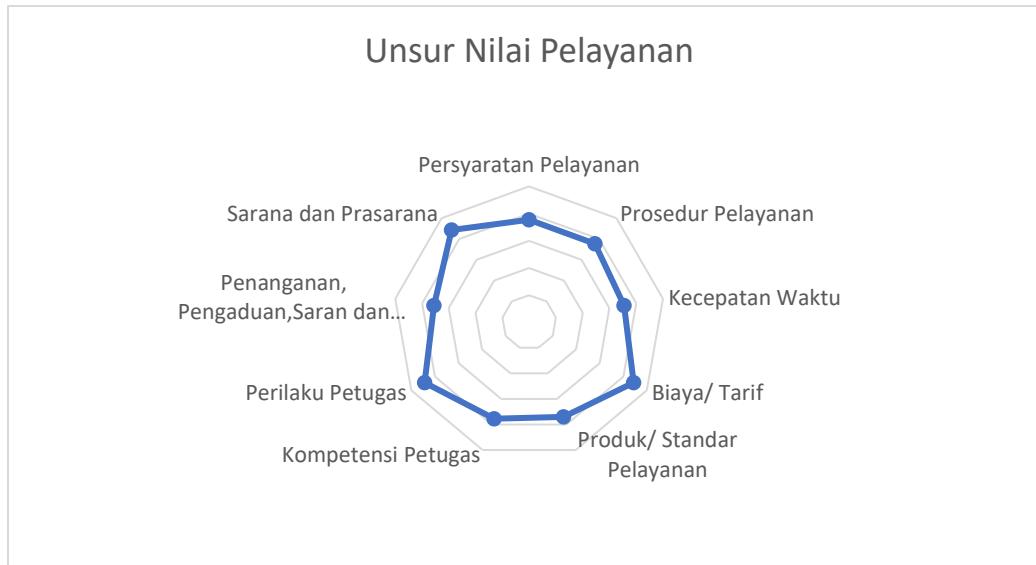 Unsur Nilai Pelayanan
Persyaratan Pelayanan
Prosedur Pelayanan
Kecepatan Waktu
Biaya/ Tarif
Produk/ Standar
Pelayanan
Kompetensi Petugas
Perilaku Petugas
Penanganan,
Pengaduan,Saran dan...
Sarana dan Prasarana